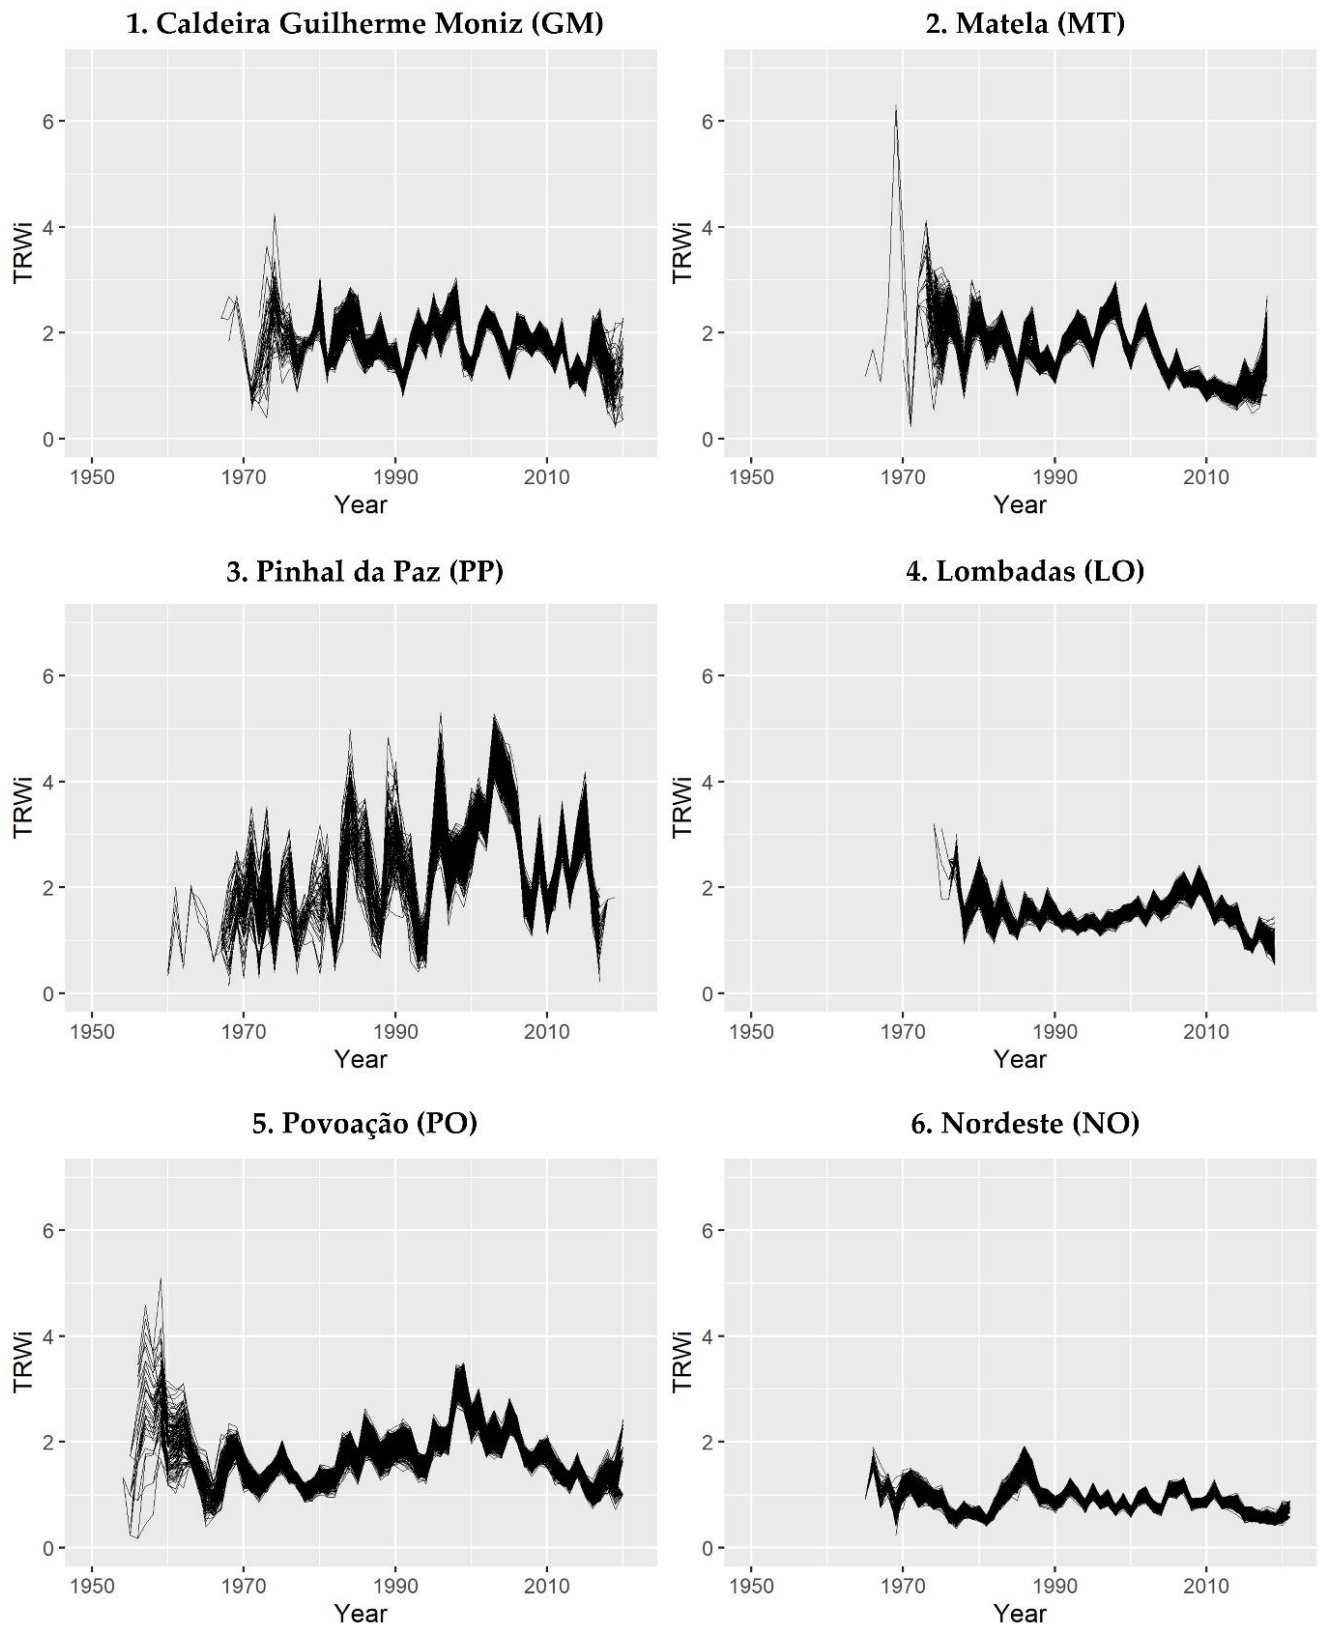 1. Caldeira Guilherme Moniz (GM)
TRWi
6
4
2
0
1950 1970 1990 2010
Year
2. Matela (MT)
TRWi
6
4
2
0
1950 1970 1990 2010
Year
3. Pinhal da Paz (PP)
TRWi
6
4
2
0
1950 1970 1990 2010
Year
4. Lombadas (LO)
TRWi
6
4
2
0
1950 1970 1990 2010
Year
5. Povoação (PO)
TRWi
6
4
2
0
1950 1970 1990 2010
Year
6. Nordeste (NO)
TRWi
6
4
2
0
1950 1970 1990 2010
Year